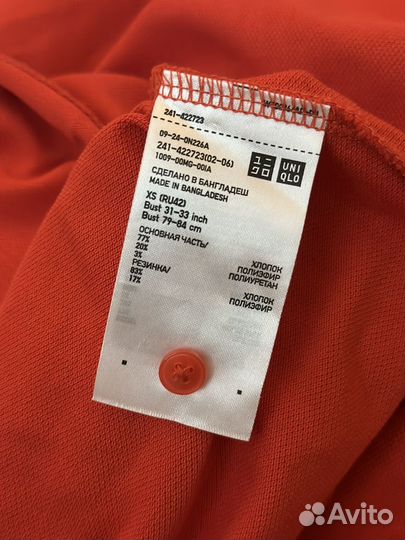 241-422723
09-24-0N226A
241-422723(02-06)
1009-00MG-001A
UNI
QLO
СДЕЛАНО В БАНГЛАДЕШ
MADE IN BANGLADESH
XS (RU42)
Bust 31-33 inch
Bust 79-84 cm
ОСНОВНАЯ ЧАСТЬ/
77% ХЛОПОК
20% ПОЛИЭФИР
3% ПОЛИУРЕТАН
РЕЗИНКА/
83% ХЛОПОК
17% ПОЛИЭФИР
Avito